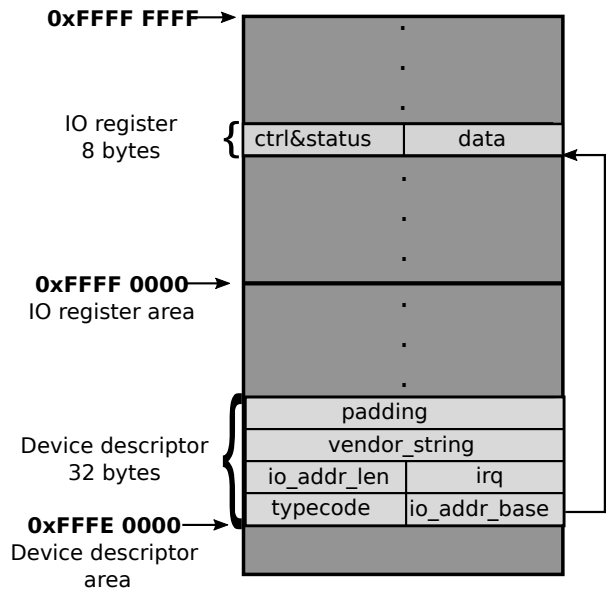 0xFFFF FFFF
IO register
8 bytes
ctrl&status
data
0xFFFF 0000
IO register area
padding
vendor_string
Device descriptor
32 bytes
io_addr_len
irq
typecode
io_addr_base
0xFFFE 0000
Device descriptor
area